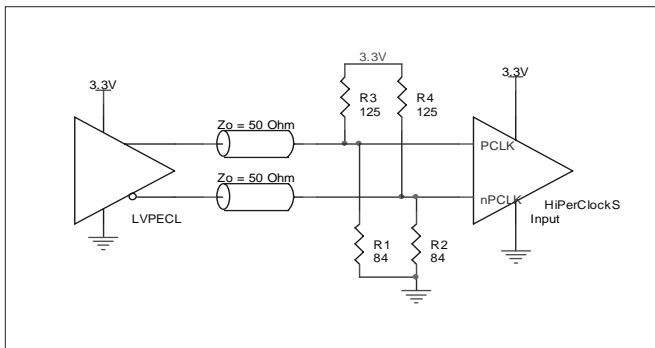 3.3V
3.3V
3.3V
R3
125
R4
125
Zo = 50 Ohm
PCLK
Zo = 50 Ohm
nPCLK
HiPerClockS
Input
LVPECL
R1
84
R2
84